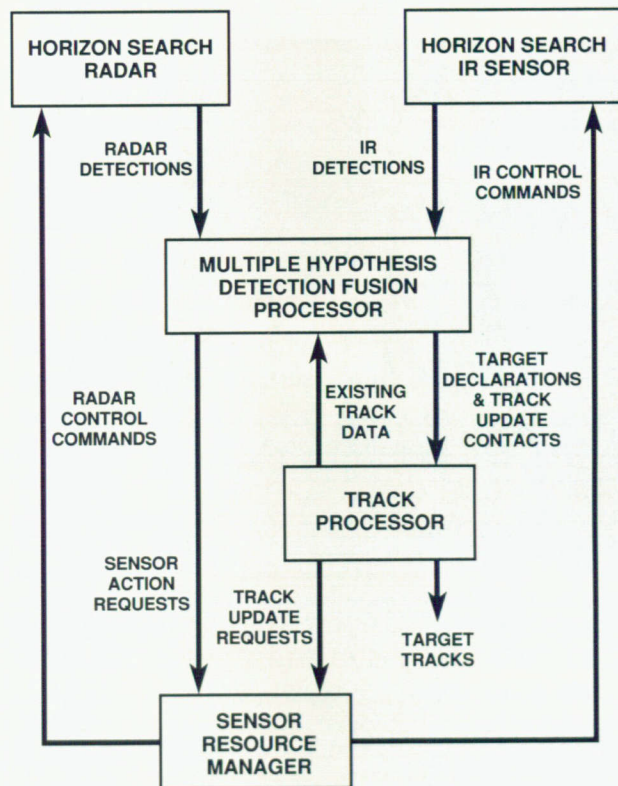 HORIZON SEARCH
RADAR
HORIZON SEARCH
IR SENSOR
RADAR
DETECTIONS
IR
DETECTIONS
IR CONTROL
COMMANDS
MULTIPLE HYPOTHESIS
DETECTION FUSION
PROCESSOR
RADAR
CONTROL
COMMANDS
EXISTING
TRACK
DATA
TARGET
DECLARATIONS
& TRACK
UPDATE
CONTACTS
TRACK
PROCESSOR
SENSOR
ACTION
REQUESTS
TRACK
UPDATE
REQUESTS
TARGET
TRACKS
SENSOR
RESOURCE
MANAGER